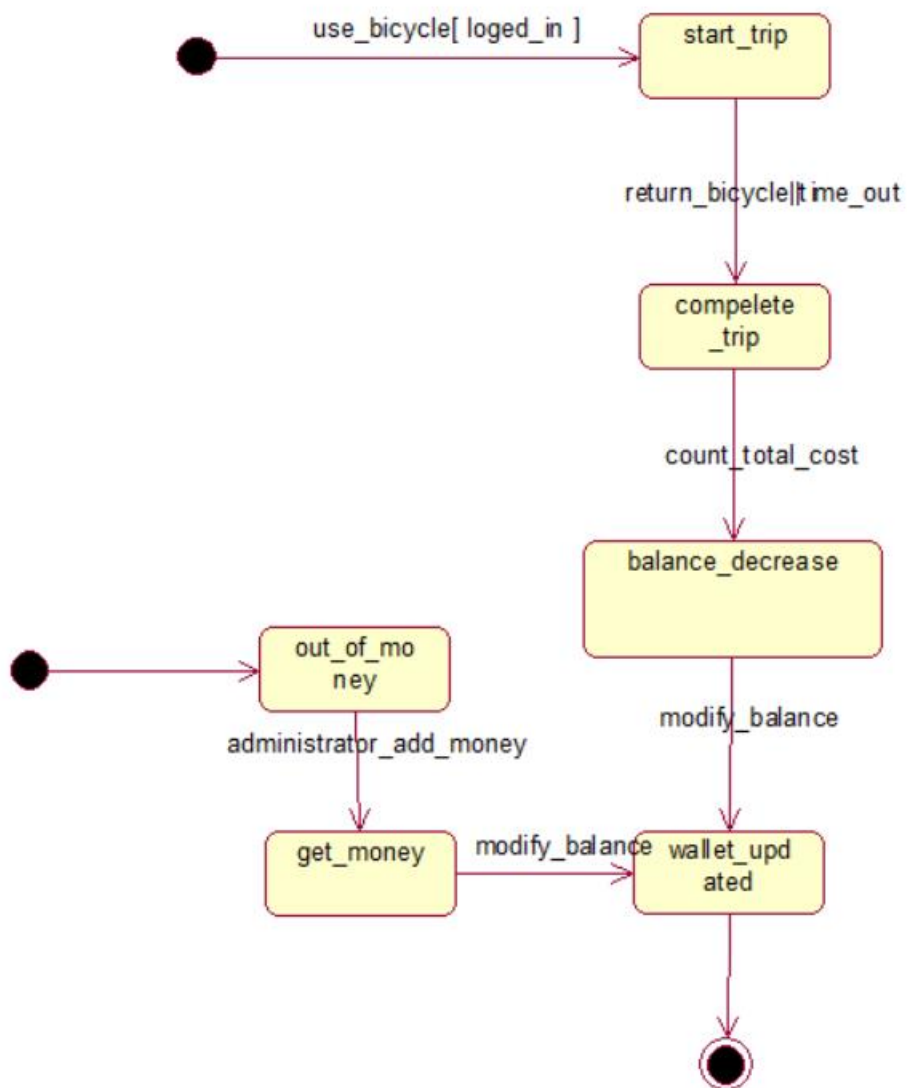 use_bicycle[ loged_in ]
start_trip
return_bicycle||time_out
compelete
_trip
count_total_cost
balance_decrease
out_of_mo
ney
modify_balance
administrator_add_money
get_money
modify_balance
wallet_upd
ated